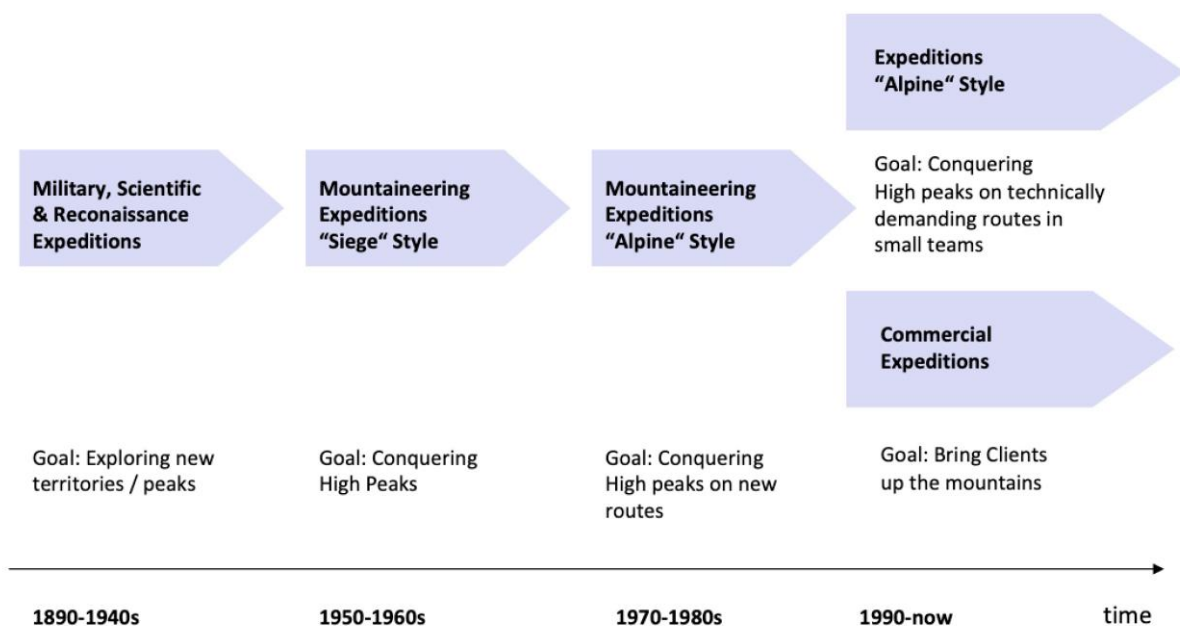 Expeditions
“Alpine“ Style
Goal: Conquering
High peaks on technically
demanding routes in
small teams
Military, Scientific
& Reconaissance
Expeditions
Mountaineering
Expeditions
“Siege“ Style
Mountaineering
Expeditions
“Alpine“ Style
Commercial
Expeditions
Goal: Exploring new
territories / peaks
Goal: Conquering
High Peaks
Goal: Conquering
High peaks on new
routes
Goal: Bring Clients
up the mountains
1890-1940s
1950-1960s
1970-1980s
1990-now
time